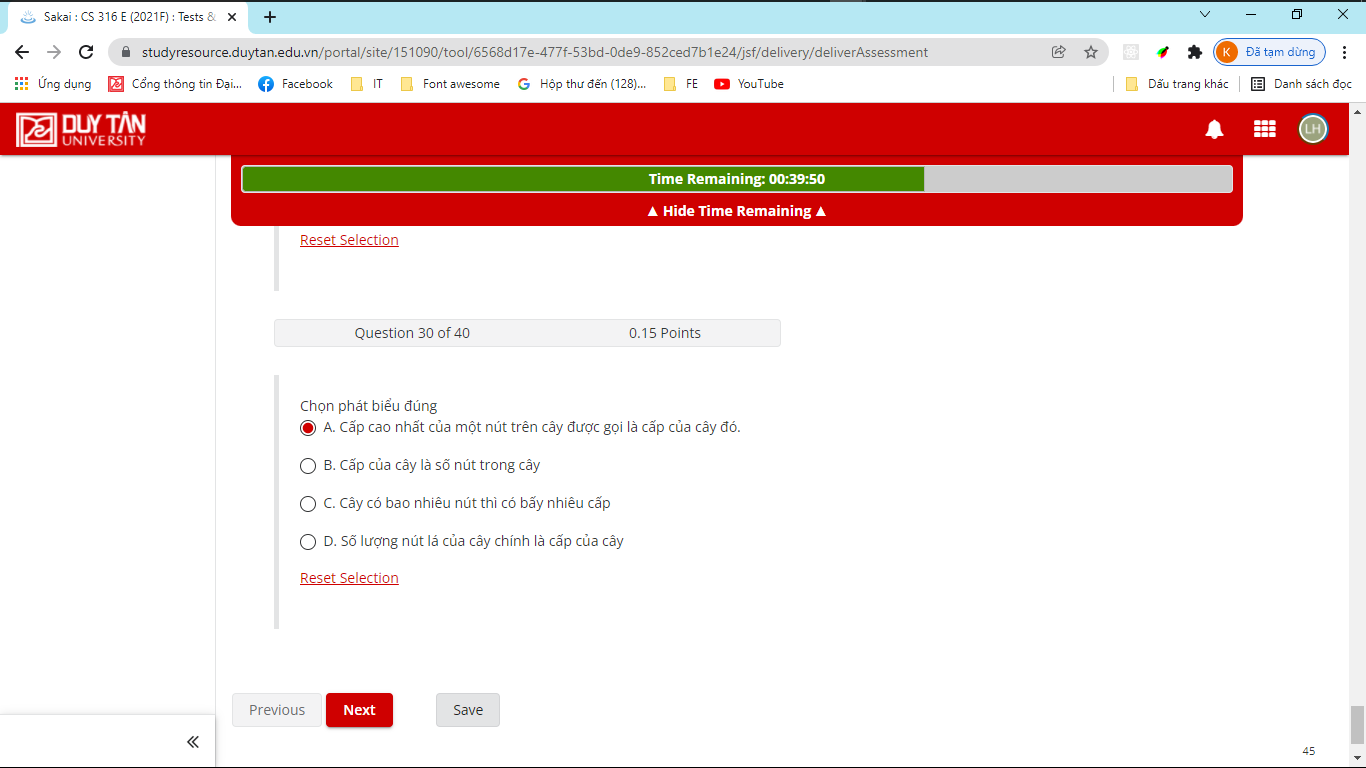 Sakai : CS 316 E (2021F) : Tests &
studyresource.duytan.edu.vn/portal/site/151090/tool/6568d17e-477f-53bd-0de9-852ced7b1e24/jsf/delivery/deliverAssessment
K Đã tạm dừng
Ứng dụng Cổng thông tin Đại... Facebook IT Font awesome Hộp thư đến (128)... FE YouTube Dấu trang khác Danh sách đọc
DUY TÂN
UNIVERSITY
LH
Time Remaining: 00:39:50
▲ Hide Time Remaining ▲
Reset Selection
Question 30 of 40 0.15 Points
Chọn phát biểu đúng
A. Cấp cao nhất của một nút trên cây được gọi là cấp của cây đó.
B. Cấp của cây là số nút trong cây
C. Cây có bao nhiêu nút thì có bấy nhiêu cấp
D. Số lượng nút lá của cây chính là cấp của cây
Reset Selection
Previous Next Save
45